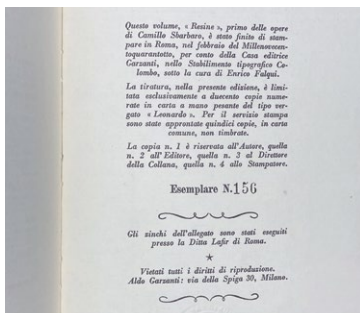 Questo volume, « Resine », primo delle opere
di Camillo Sbarbaro, è stato finito di stam-
pare in Roma, nel febbraio del Millenovecen-
toquarantotto, per conto della Casa editrice
Garzanti, nello Stabilimento tipografico Co-
lombo, sotto la cura di Enrico Falqui.
La tiratura, nella presente edizione, è limi-
tata esclusivamente a duecento copie nume-
rate in carta a mano pesante del tipo ver-
gato « Leonardo ». Per il servizio stampa
sono state approntate quindici copie, in carta
comune, non timbrate.
La copia n. 1 è riservata all'Autore, quella
n. 2 all'Editore, quella n. 3 al Direttore
della Collana, quella n. 4 allo Stampatore.
Esemplare N. 156
Gli zinchi dell'allegato sono stati eseguiti
presso la Ditta Lafir di Roma.
★
Vietati tutti i diritti di riproduzione.
Aldo Garzanti: via della Spiga 30, Milano.